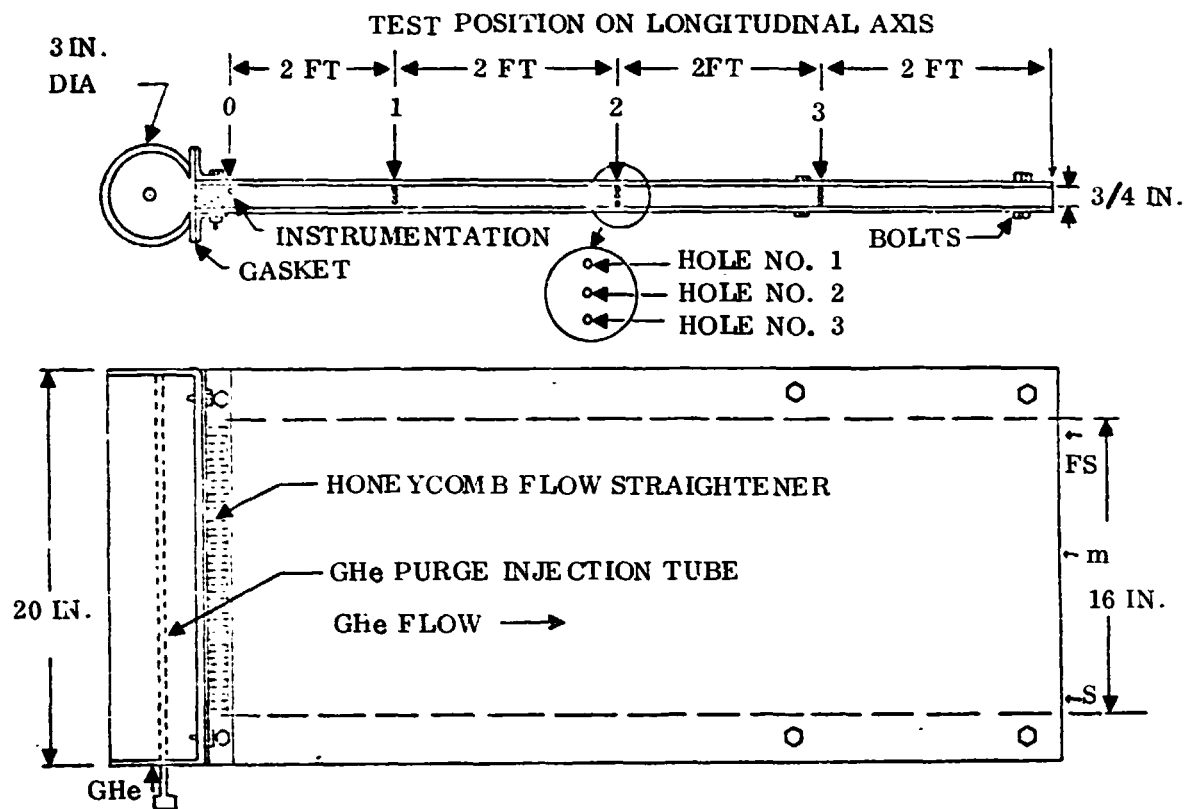 TEST POSITION ON LONGITUDINAL AXIS
3 IN.
DIA
2 FT
2 FT
2FT
2 FT
0
1
2
3
3/4 IN.
INSTRUMENTATION
GASKET
BOLTS
HOLE NO. 1
HOLE NO. 2
HOLE NO. 3
FS
HONEYCOMB FLOW STRAIGHTENER
m
GHe PURGE INJECTION TUBE
20 IN.
16 IN.
GHe FLOW
S
GHe